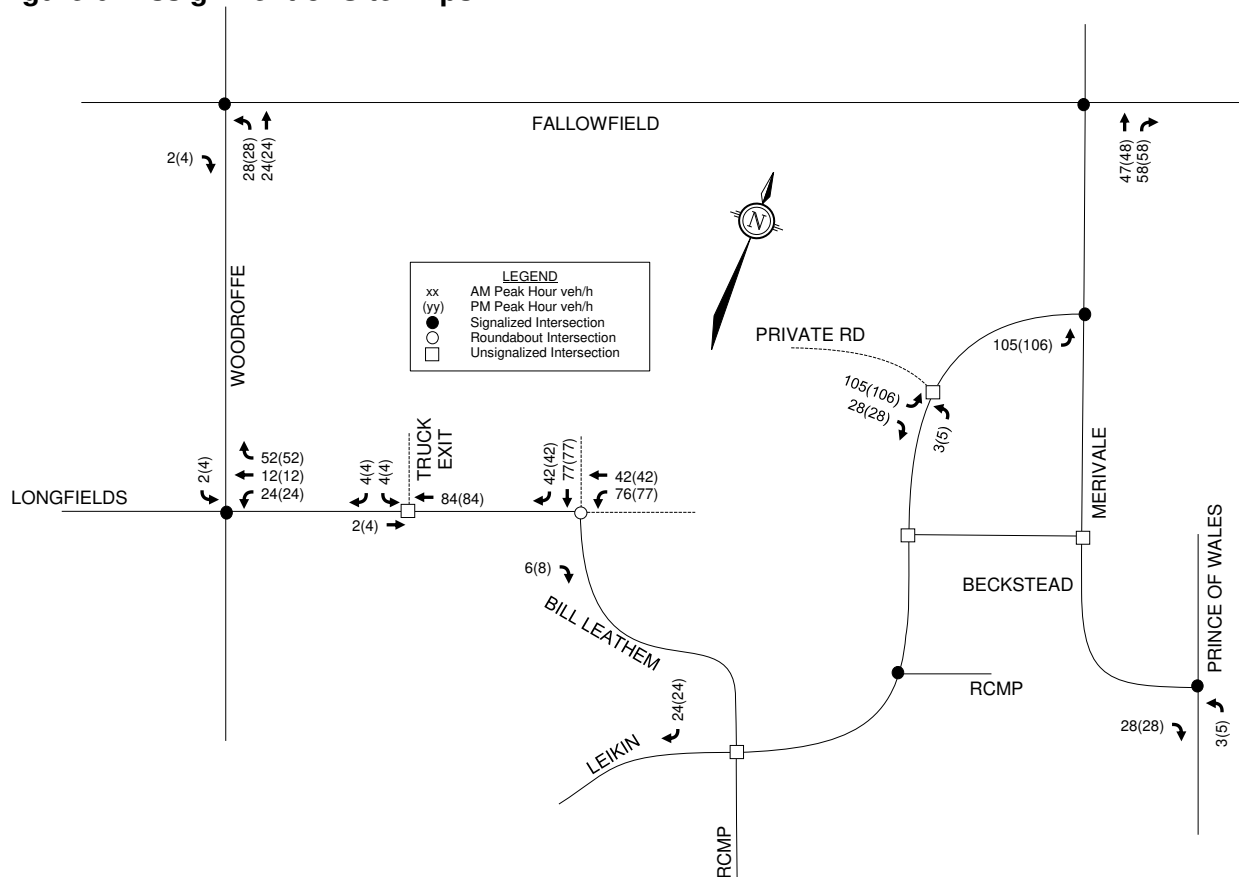 FALLOWFIELD
2(4)
28(28)
24(24)
47(48)
58(58)
N
WOODROFFE
LEGEND
xx AM Peak Hour veh/h
(yy) PM Peak Hour veh/h
Signalized Intersection
Roundabout Intersection
Unsignalized Intersection
PRIVATE RD
105(106)
105(106)
28(28)
3(5)
MERIVALE
TRUCK
EXIT
2(4)
52(52)
12(12)
24(24)
4(4)
4(4)
84(84)
2(4)
42(42)
77(77)
42(42)
76(77)
LONGFIELDS
6(8)
BILL LEATHEM
BECKSTEAD
PRINCE OF WALES
RCMP
24(24)
LEIKIN
28(28)
3(5)
RCMP